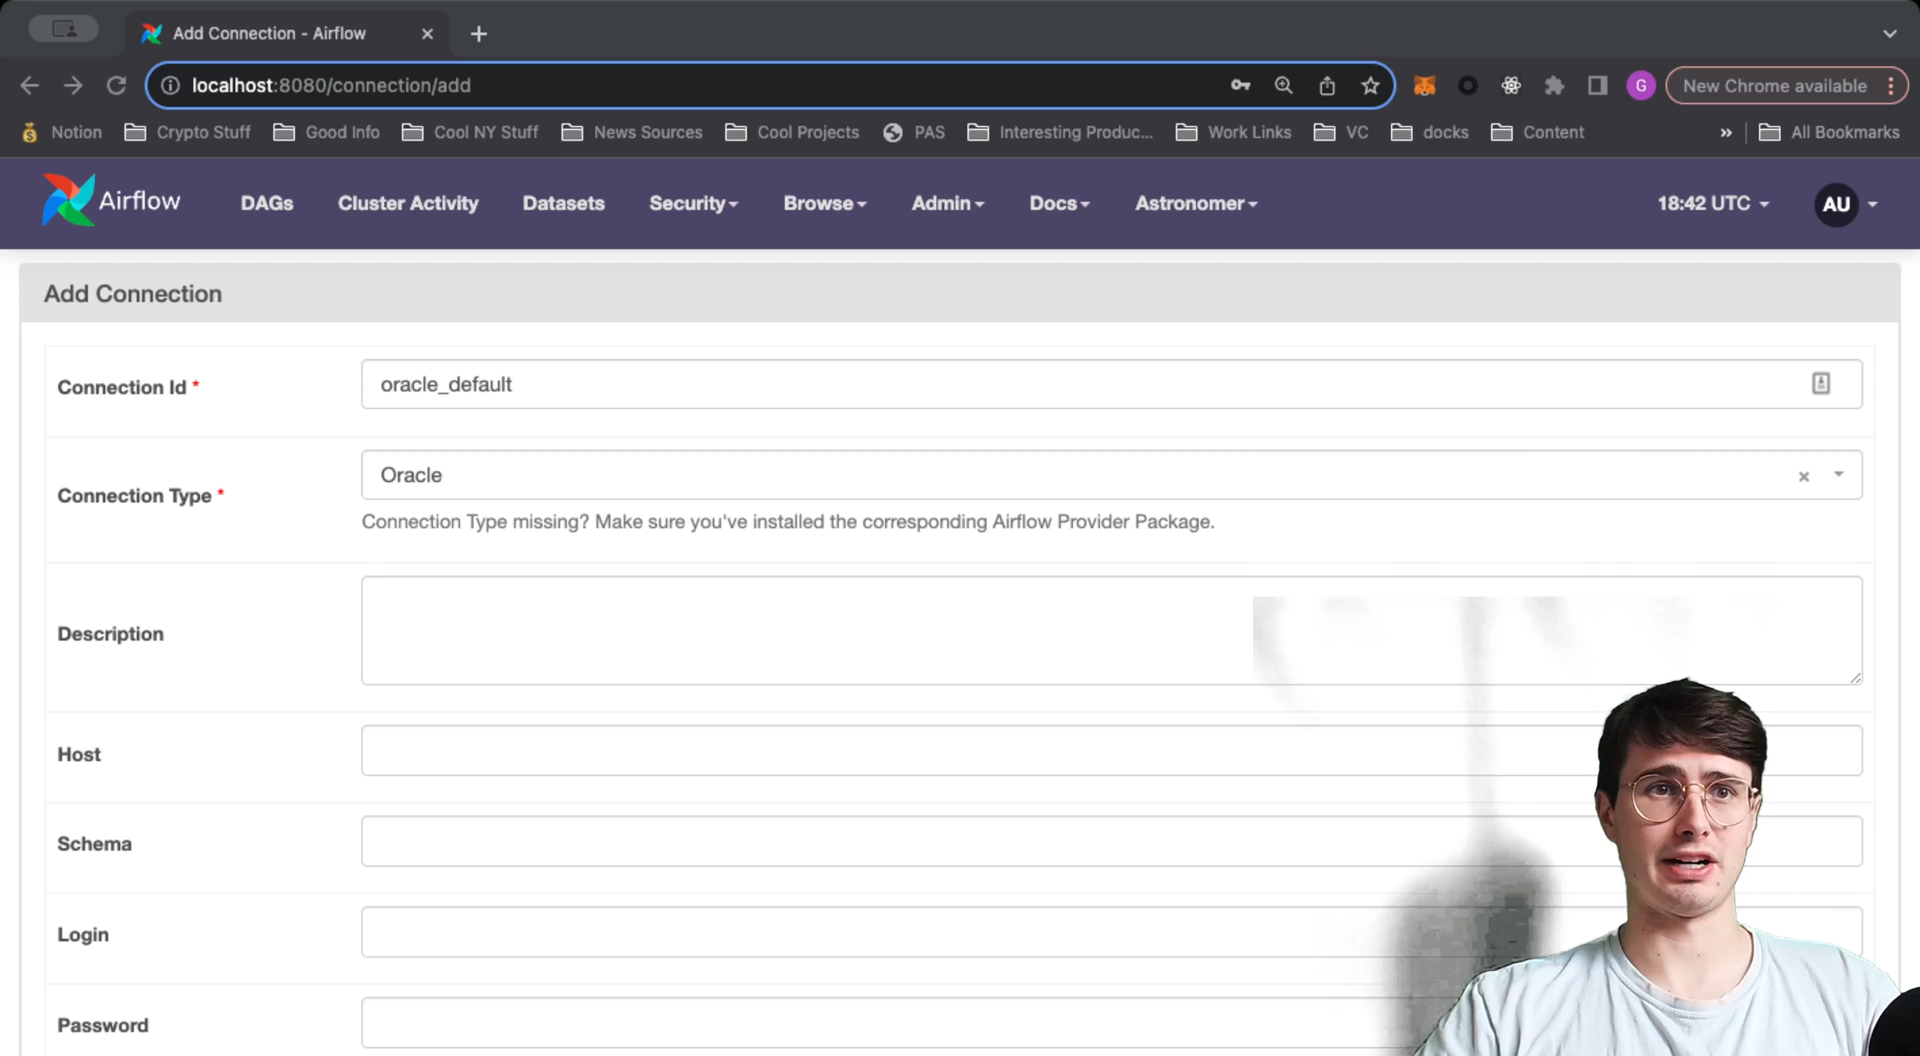 Add Connection - Airflow
localhost:8080/connection/add
G
New Chrome available
Notion
Crypto Stuff
Good Info
Cool NY Stuff
News Sources
Cool Projects
PAS
Interesting Produc...
Work Links
VC
docks
Content
»
All Bookmarks
Airflow
DAGs
Cluster Activity
Datasets
Security
Browse
Admin
Docs
Astronomer
18:42 UTC
AU
Add Connection
Connection Id *
oracle_default
Connection Type *
Oracle
Connection Type missing? Make sure you've installed the corresponding Airflow Provider Package.
Description
Host
Schema
Login
Password